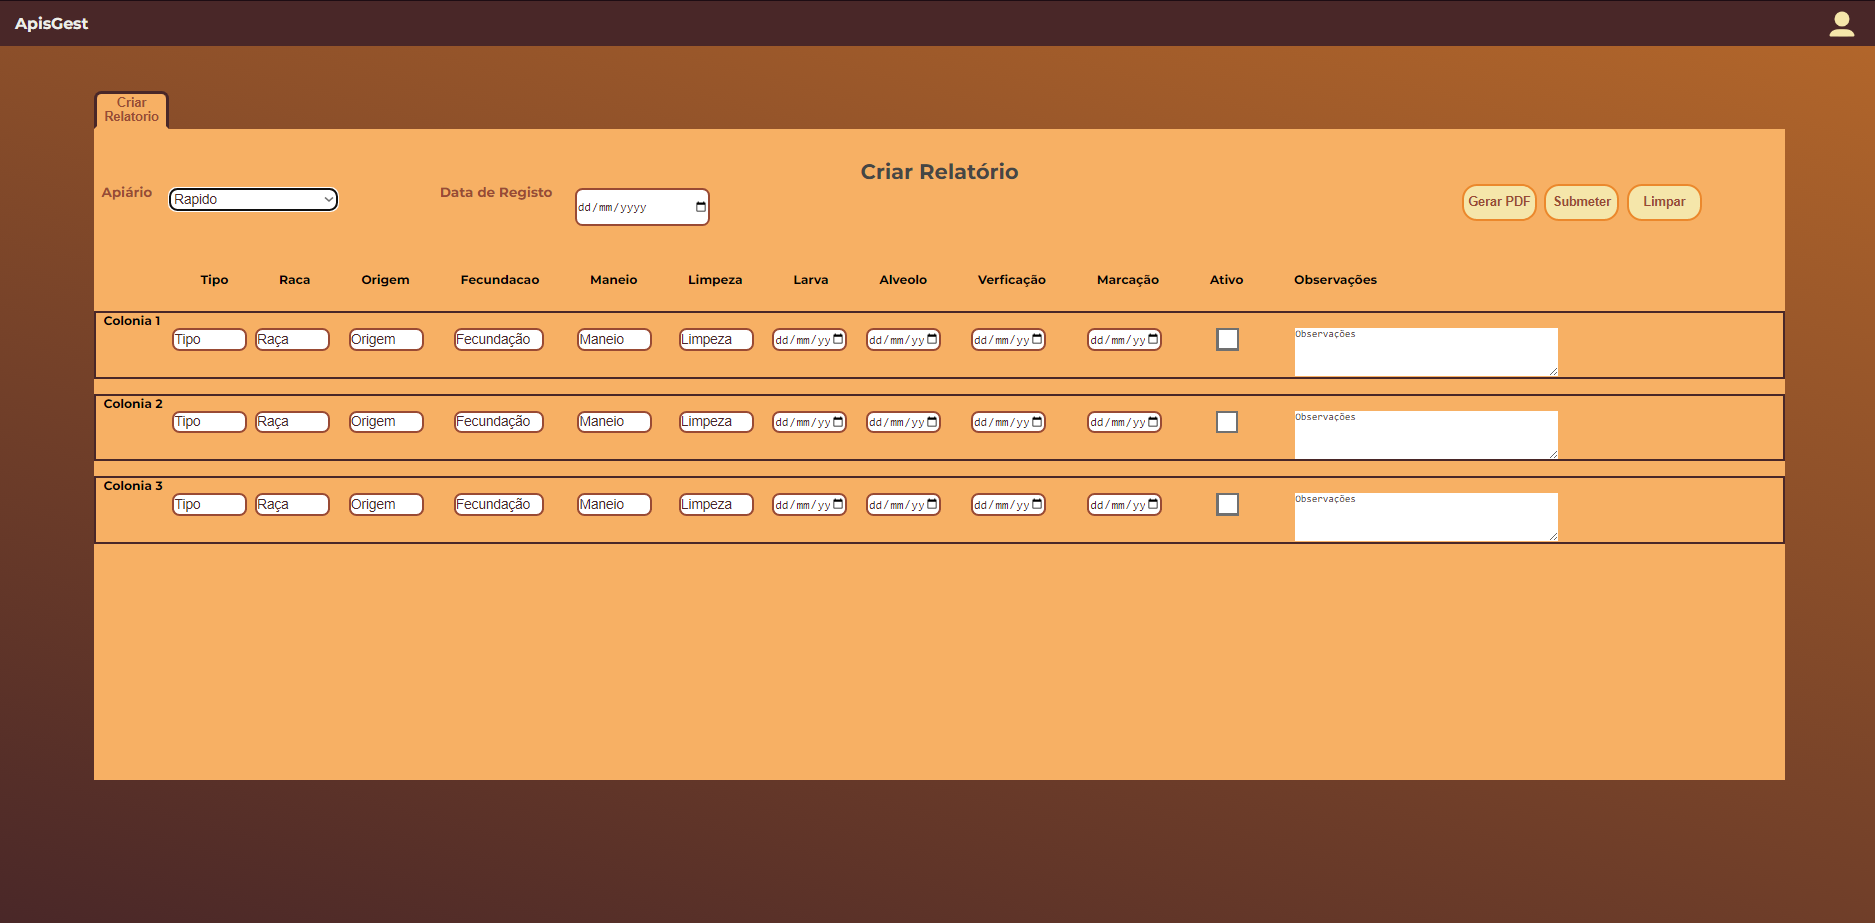 ApisGest
Criar
Relatorio
Criar Relatório
Apiário Rapido Data de Registo dd/mm/yyyy Gerar PDF Submeter Limpar
Tipo Raca Origem Fecundacao Maneio Limpeza Larva Alveolo Verficação Marcação Ativo Observações
Colonia 1
Tipo Raça Origem Fecundação Maneio Limpeza dd/mm/yy dd/mm/yy dd/mm/yy dd/mm/yy Observações
Colonia 2
Tipo Raça Origem Fecundação Maneio Limpeza dd/mm/yy dd/mm/yy dd/mm/yy dd/mm/yy Observações
Colonia 3
Tipo Raça Origem Fecundação Maneio Limpeza dd/mm/yy dd/mm/yy dd/mm/yy dd/mm/yy Observações